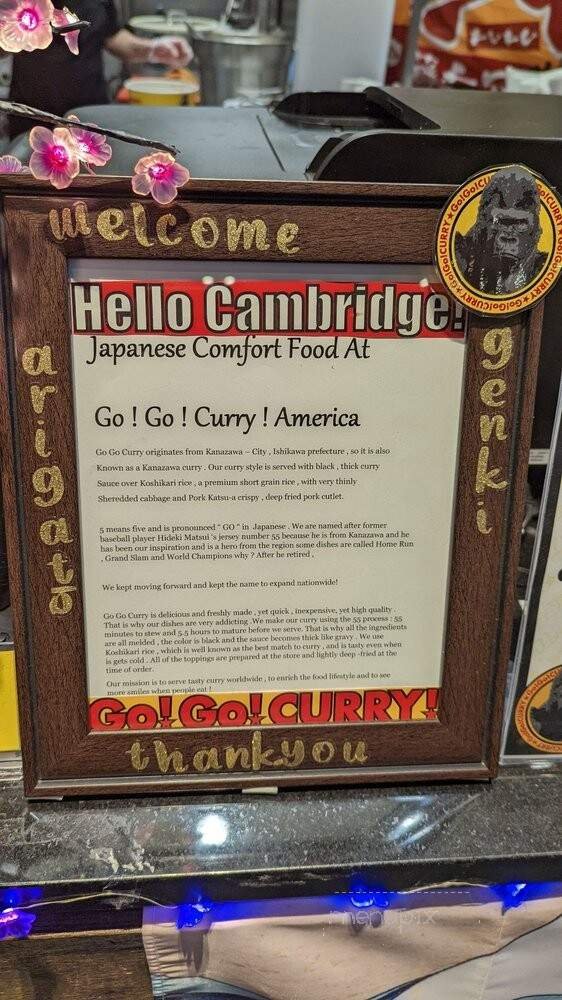 welcome
Go!Go!CURRY★Go!Go!CURRY★Go!Go!CURRY
Hello Cambridge!
Japanese Comfort Food At
Go ! Go ! Curry ! America
Go Go Curry originates from Kanazawa – City , Ishikawa prefecture , so it is also
Known as a Kanazawa curry . Our curry style is served with black , thick curry
Sauce over Koshikari rice , a premium short grain rice , with very thinly
Sheredded cabbage and Pork Katsu-a crispy , deep fried pork cutlet.
5 means five and is pronounced " GO " in Japanese . We are named after former
baseball player Hideki Matsui 's jersey number 55 because he is from Kanazawa and he
has been our inspiration and is a hero from the region some dishes are called Home Run
, Grand Slam and World Champions why ? After he retired ,
We kept moving forward and kept the name to expand nationwide!
Go Go Curry is delicious and freshly made , yet quick , inexpensive, yet high quality .
That is why our dishes are very addicting .We make our curry using the 55 process : 55
minutes to stew and 5.5 hours to mature before we serve. That is why all the ingredients
are all melded , the color is black and the sauce becomes thick like gravy . We use
Koshikari rice , which is well known as the best match to curry , and is tasty even when
is gets cold . All of the toppings are prepared at the store and lightly deep -fried at the
time of order.
Our mission is to serve tasty curry worldwide , to enrich the food lifestyle and to see
more smiles when people eat !
Go!Go!CURRY!
arigatō
genki
thankyou